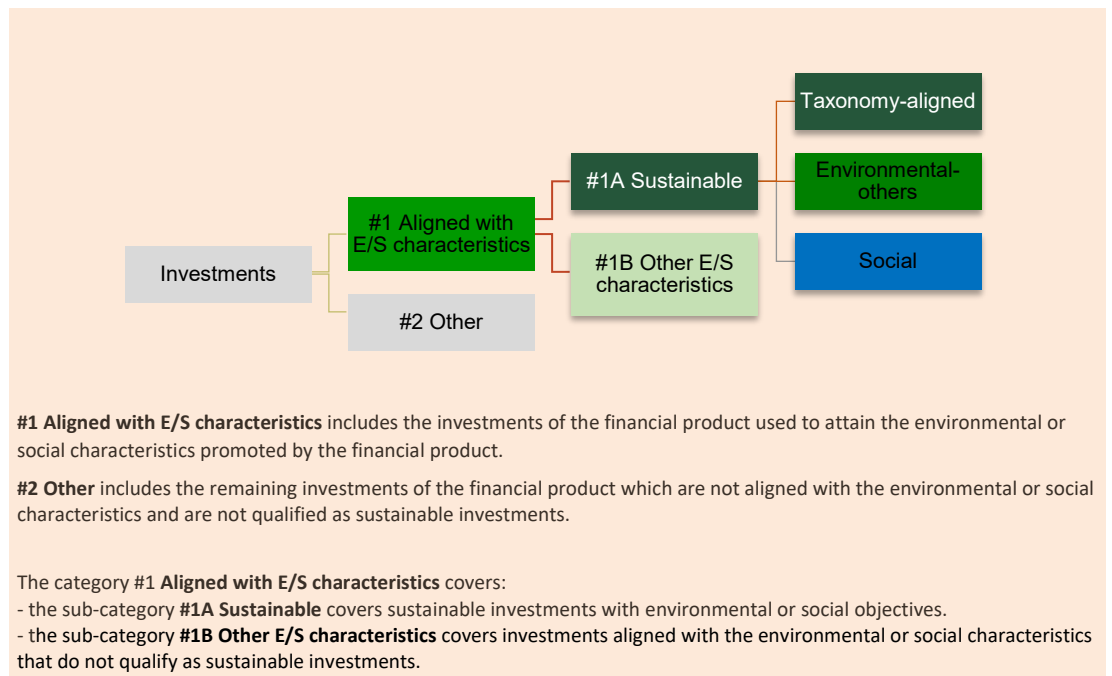 Taxonomy-aligned
#1A Sustainable
Environmental-
others
#1 Aligned with
E/S characteristics
#1B Other E/S
characteristics
Social
Investments
#2 Other
#1 Aligned with E/S characteristics includes the investments of the financial product used to attain the environmental or
social characteristics promoted by the financial product.
#2 Other includes the remaining investments of the financial product which are not aligned with the environmental or social
characteristics and are not qualified as sustainable investments.
The category #1 Aligned with E/S characteristics covers:
- the sub-category #1A Sustainable covers sustainable investments with environmental or social objectives.
- the sub-category #1B Other E/S characteristics covers investments aligned with the environmental or social characteristics
that do not qualify as sustainable investments.